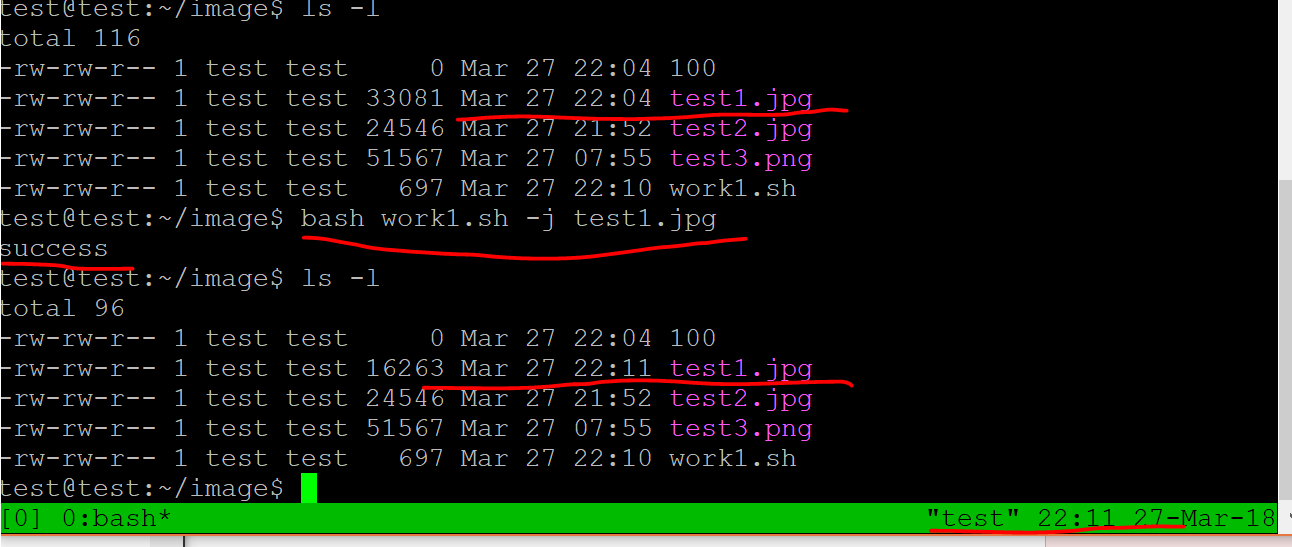 test@test:~/image$ ls -l
total 116
-rw-rw-r-- 1 test test     0 Mar 27 22:04 100
-rw-rw-r-- 1 test test 33081 Mar 27 22:04 test1.jpg
-rw-rw-r-- 1 test test 24546 Mar 27 21:52 test2.jpg
-rw-rw-r-- 1 test test 51567 Mar 27 07:55 test3.png
-rw-rw-r-- 1 test test   697 Mar 27 22:10 work1.sh
test@test:~/image$ bash work1.sh -j test1.jpg
success
test@test:~/image$ ls -l
total 96
-rw-rw-r-- 1 test test     0 Mar 27 22:04 100
-rw-rw-r-- 1 test test 16263 Mar 27 22:11 test1.jpg
-rw-rw-r-- 1 test test 24546 Mar 27 21:52 test2.jpg
-rw-rw-r-- 1 test test 51567 Mar 27 07:55 test3.png
-rw-rw-r-- 1 test test   697 Mar 27 22:10 work1.sh
test@test:~/image$
[0] 0:bash* "test" 22:11 27-Mar-18